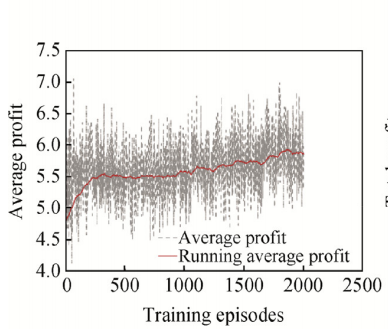 7.5
7.0
6.5
6.0
5.5
5.0
4.5
4.0
Average profit
Average profit
Running average profit
0 500 1000 1500 2000 2500
Training episodes